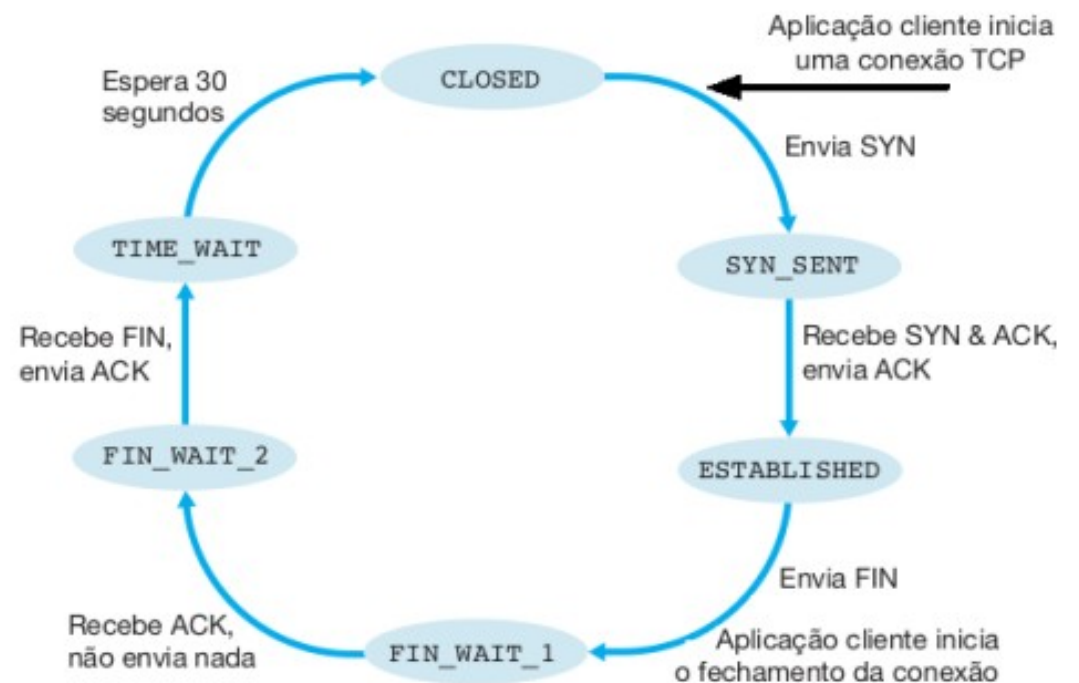 Aplicação cliente inicia
uma conexão TCP
CLOSED
Espera 30
segundos
Envia SYN
TIME_WAIT
SYN_SENT
Recebe SYN & ACK,
envia ACK
Recebe FIN,
envia ACK
FIN_WAIT_2
ESTABLISHED
Envia FIN
Aplicação cliente inicia
o fechamento da conexão
Recebe ACK,
não envia nada
FIN_WAIT_1